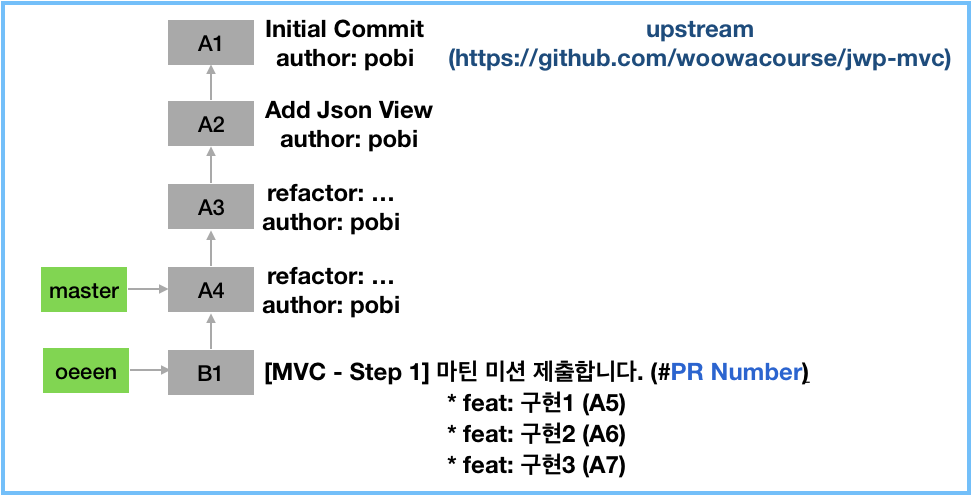 A1
Initial Commit
author: pobi
upstream
(https://github.com/woowacourse/jwp-mvc)
A2
Add Json View
author: pobi
A3
refactor: …
author: pobi
master
A4
refactor: …
author: pobi
oeeen
B1
[MVC - Step 1] 마틴 미션 제출합니다. (#PR Number)
* feat: 구현1 (A5)
* feat: 구현2 (A6)
* feat: 구현3 (A7)